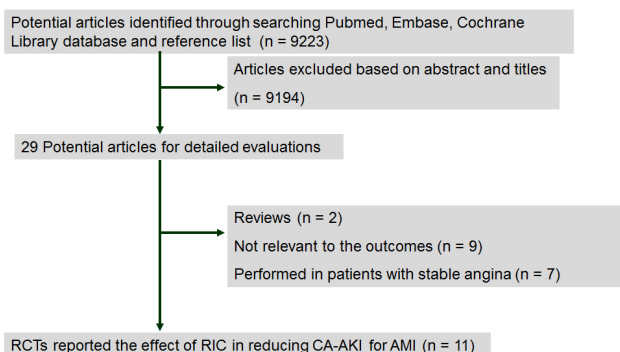 Potential articles identified through searching Pubmed, Embase, Cochrane
Library database and reference list (n = 9223)
Articles excluded based on abstract and titles
(n = 9194)
29 Potential articles for detailed evaluations
Reviews (n = 2)
Not relevant to the outcomes (n = 9)
Performed in patients with stable angina (n = 7)
RCTs reported the effect of RIC in reducing CA-AKI for AMI (n = 11)